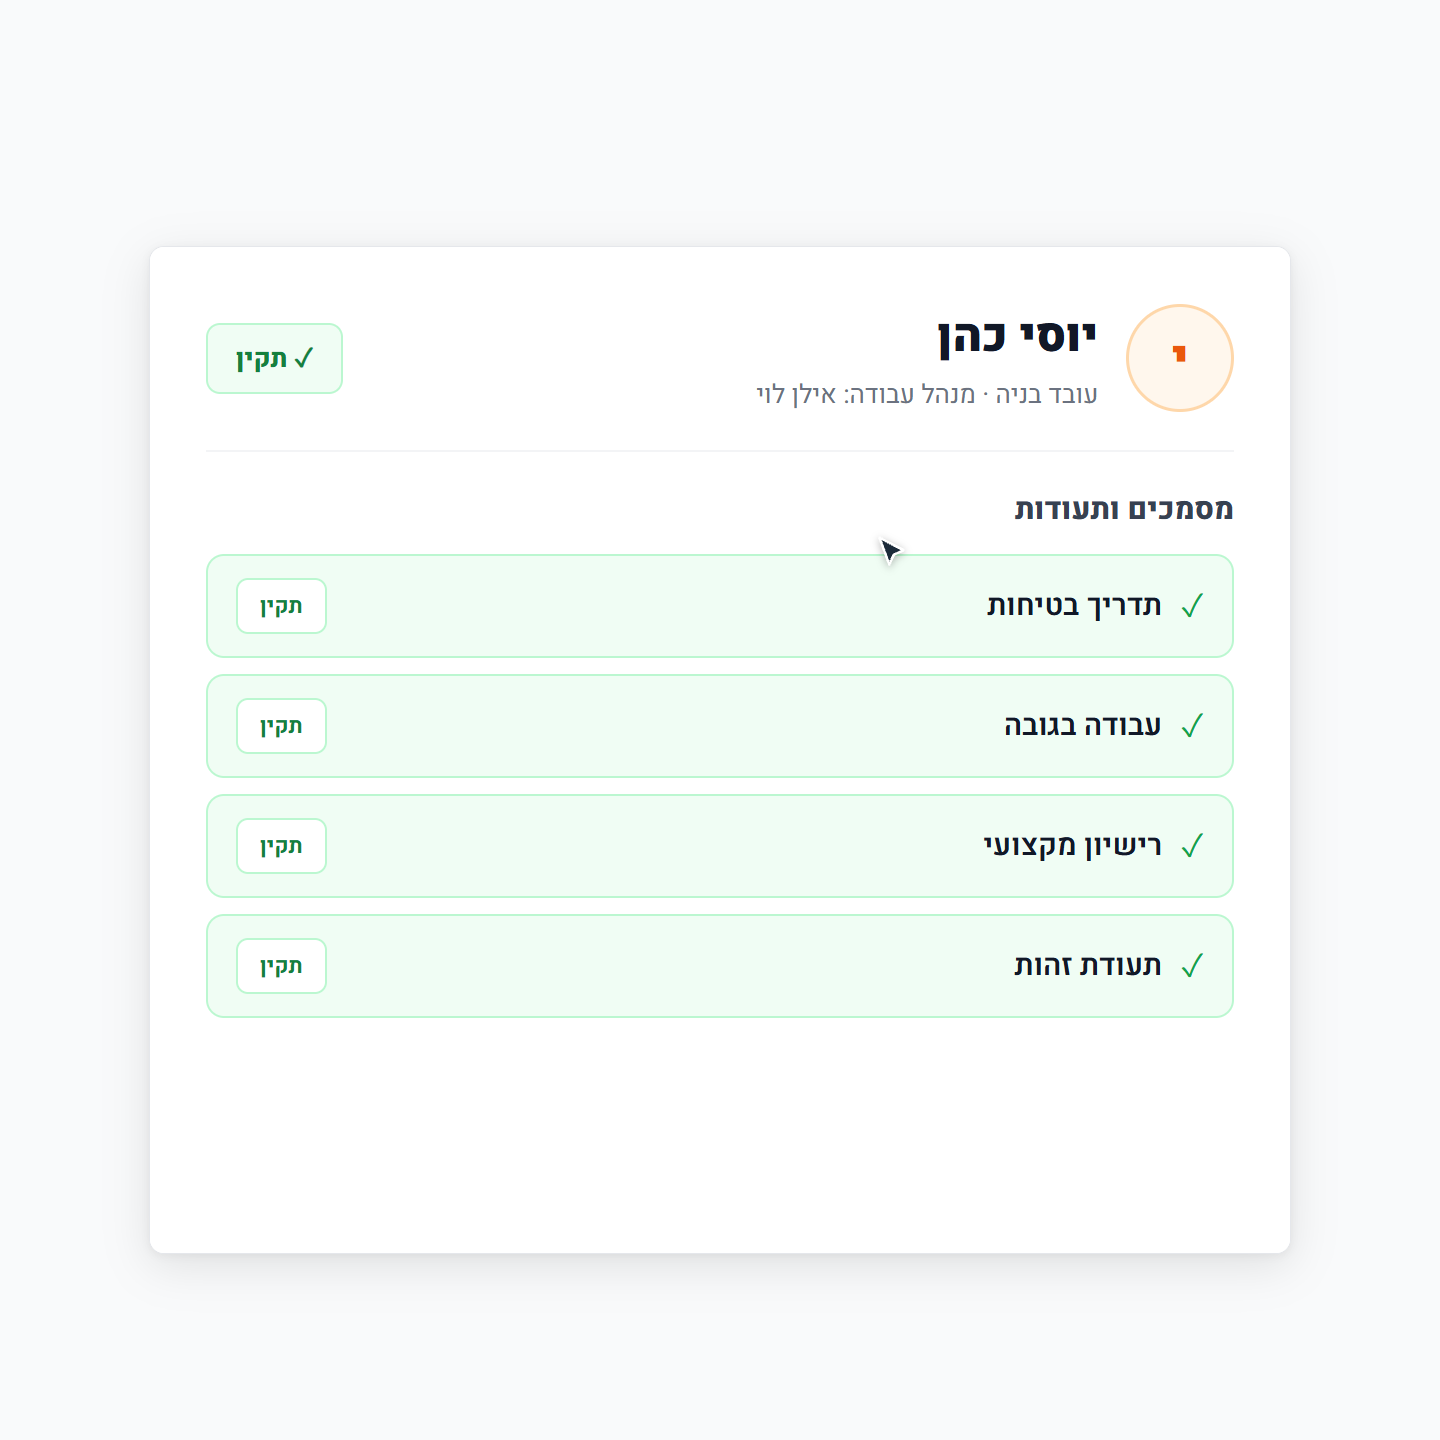 י
יוסי כהן
עובד בניה · מנהל עבודה: אילן לוי
✓ תקין
מסמכים ותעודות
✓ תדריך בטיחות תקין
✓ עבודה בגובה תקין
✓ רישיון מקצועי תקין
✓ תעודת זהות תקין